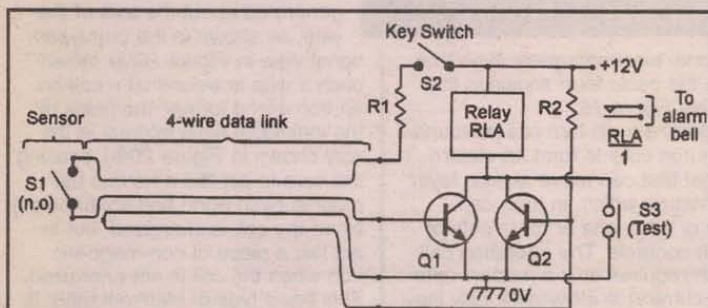 Key Switch
S2
+12V
R1
R2
Relay
RLA
To
alarm
bell
RLA
1
Sensor
4-wire data link
S1
(n.o)
S3
(Test)
Q1
Q2
0V